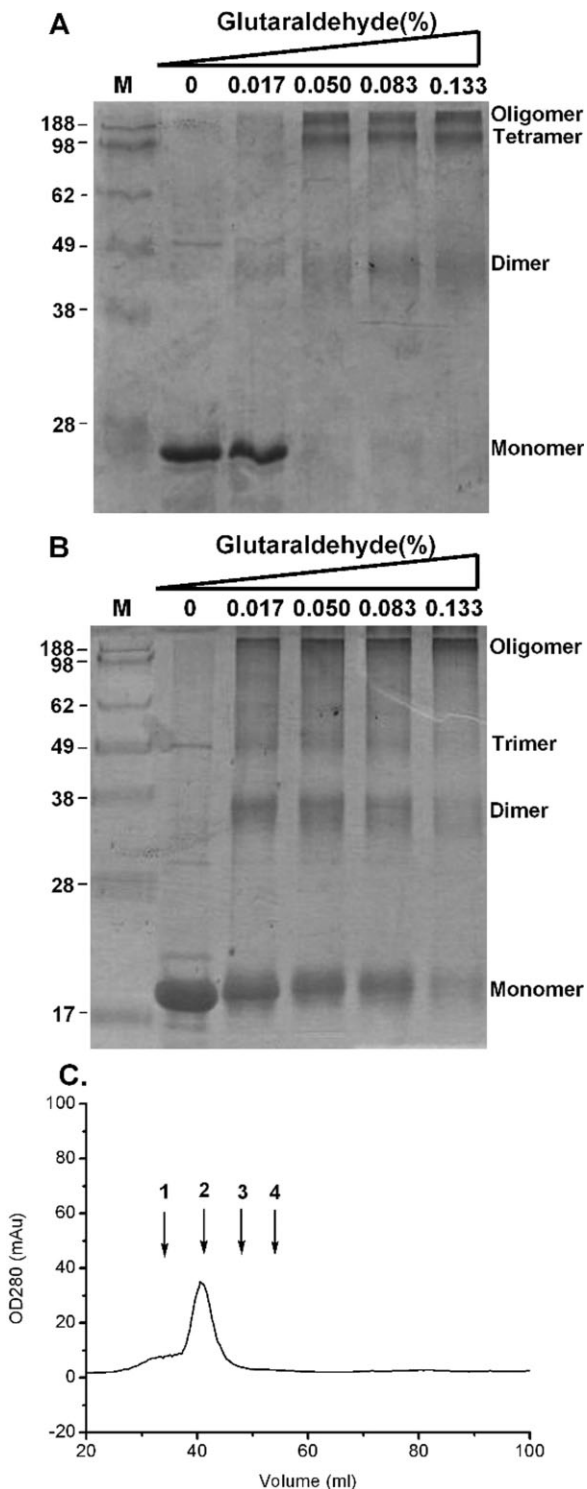 A
Glutaraldehyde(%)
M 0 0.017 0.050 0.083 0.133
188 Oligomer
98 Tetramer
62
49 Dimer
38
28
Monomer
B
Glutaraldehyde(%)
M 0 0.017 0.050 0.083 0.133
188 Oligomer
98
62
49 Trimer
38 Dimer
28
Monomer
17
C.
100
80
1 2 3 4
60
40
20
0
-20
OD280 (mAu)
20 40 60 80 100
Volume (ml)